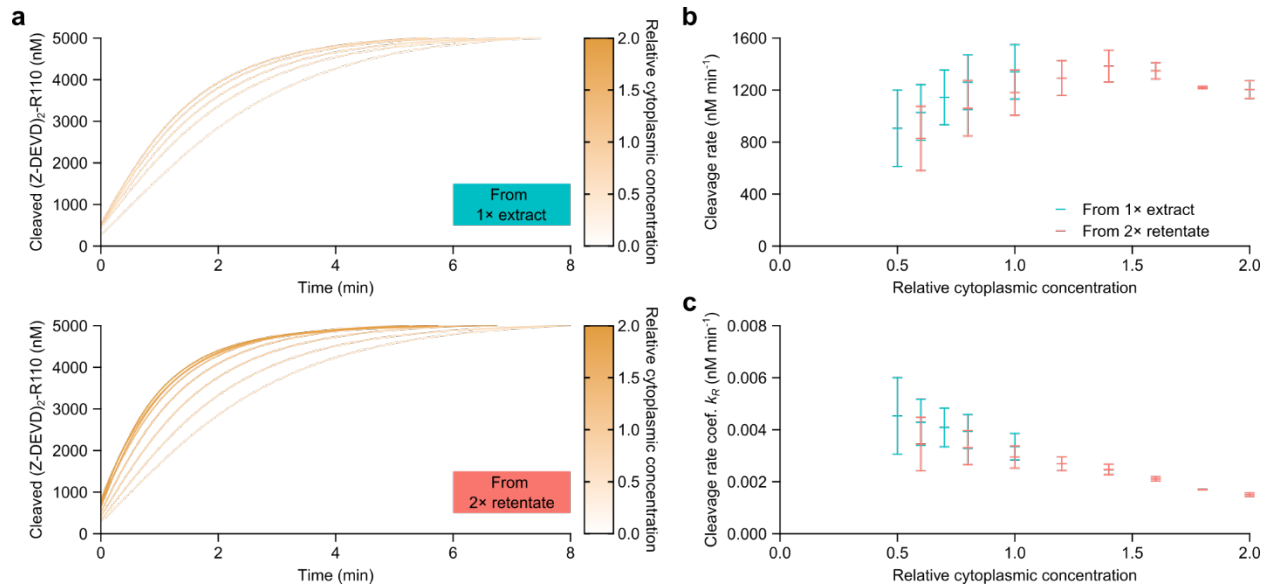 a
Cleaved (Z-DEVD)₂-R110 (nM)
5000
4000
3000
2000
1000
0
0
2
4
6
8
Time (min)
From
1× extract
2.0
1.5
1.0
0.5
0.0
Relative cytoplasmic concentration
Cleaved (Z-DEVD)₂-R110 (nM)
5000
4000
3000
2000
1000
0
0
2
4
6
8
Time (min)
From
2× retentate
2.0
1.5
1.0
0.5
0.0
Relative cytoplasmic concentration
b
Cleavage rate (nM min⁻¹)
1600
1200
800
400
0
0.0
0.5
1.0
1.5
2.0
Relative cytoplasmic concentration
From 1× extract
From 2× retentate
c
Cleavage rate coef. k_R (nM min⁻¹)
0.008
0.006
0.004
0.002
0.000
0.0
0.5
1.0
1.5
2.0
Relative cytoplasmic concentration